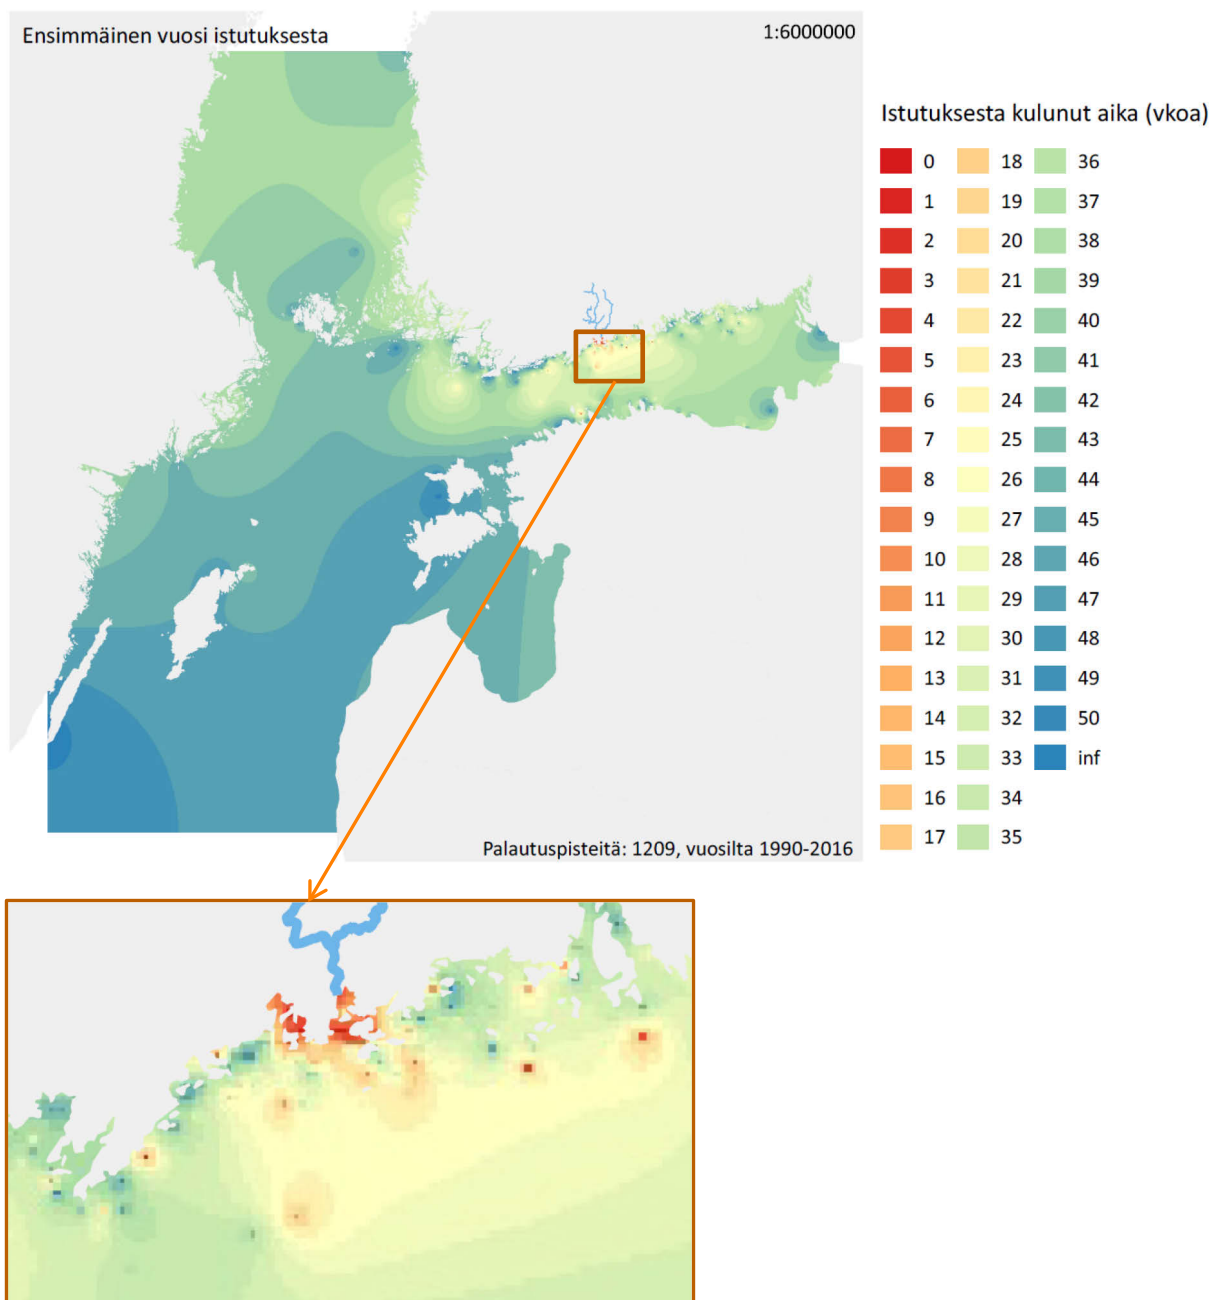 Ensimmäinen vuosi istutuksesta
1:6000000
Istutuksesta kulunut aika (vkoa)
0 18 36
1 19 37
2 20 38
3 21 39
4 22 40
5 23 41
6 24 42
7 25 43
8 26 44
9 27 45
10 28 46
11 29 47
12 30 48
13 31 49
14 32 50
15 33 inf
16 34
17 35
Palautuspisteitä: 1209, vuosilta 1990-2016